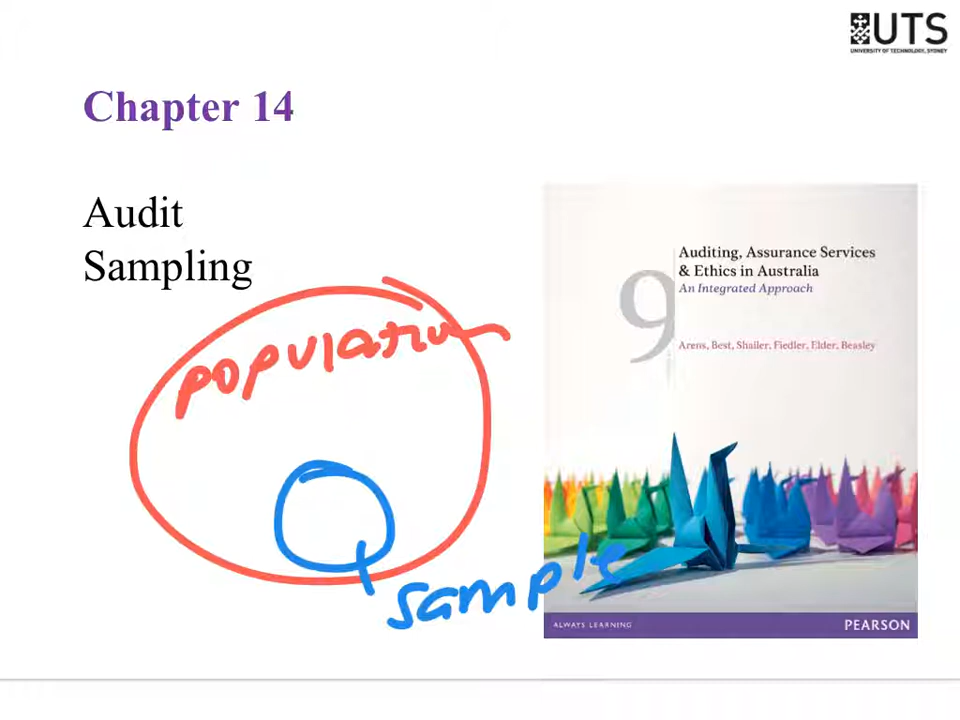 UTS
UNIVERSITY OF TECHNOLOGY, SYDNEY
Chapter 14
Audit
Sampling
population
sample
9
Auditing, Assurance Services
& Ethics in Australia
An Integrated Approach
Arens, Best, Shailer, Fiedler, Elder, Beasley
ALWAYS LEARNING
PEARSON